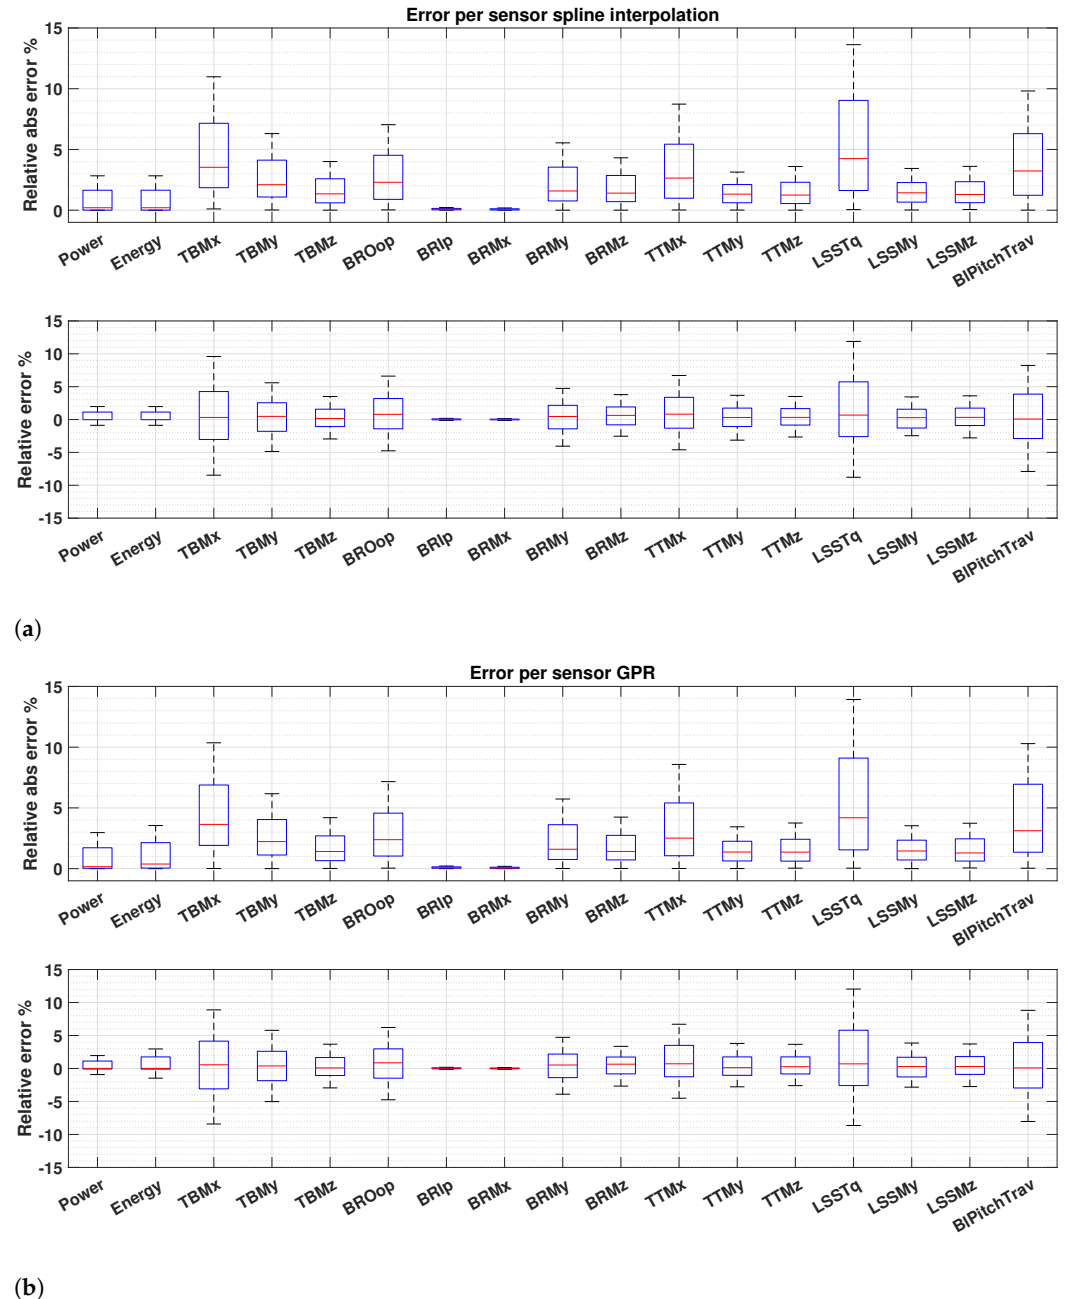 Error per sensor spline interpolation
Relative abs error %
15
10
5
0
Power Energy TBMx TBMy TBMz BROop BRIp BRMx BRMy BRMz TTMx TTMy TTMz LSSTq LSSMy LSSMz BlPitchTrav
Relative error %
15
10
5
0
-5
-10
-15
Power Energy TBMx TBMy TBMz BROop BRIp BRMx BRMy BRMz TTMx TTMy TTMz LSSTq LSSMy LSSMz BlPitchTrav
(a)
Error per sensor GPR
Relative abs error %
15
10
5
0
Power Energy TBMx TBMy TBMz BROop BRIp BRMx BRMy BRMz TTMx TTMy TTMz LSSTq LSSMy LSSMz BlPitchTrav
Relative error %
15
10
5
0
-5
-10
-15
Power Energy TBMx TBMy TBMz BROop BRIp BRMx BRMy BRMz TTMx TTMy TTMz LSSTq LSSMy LSSMz BlPitchTrav
(b)